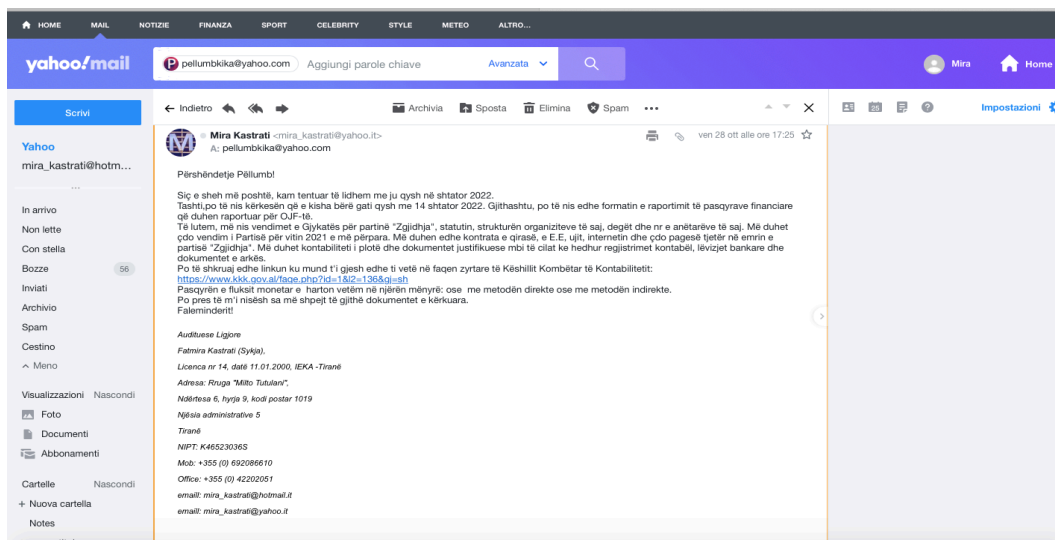 HOME MAIL NOTIZIE FINANZA SPORT CELEBRITY STYLE METEO ALTRO...
yahoo!mail
pellumbkika@yahoo.com Aggiungi parole chiave Avanzata
Mira Home
Scrivi
Indietro Archivia Sposta Elimina Spam
Impostazioni
Yahoo
mira_kastrati@hotm...
In arrivo
Non lette
Con stella
Bozze 56
Inviati
Archivio
Spam
Cestino
Meno
Visualizzazioni Nascondi
Foto
Documenti
Abbonamenti
Cartelle Nascondi
+ Nuova cartella
Notes
Mira Kastrati <mira_kastrati@yahoo.it>
ven 28 ott alle ore 17:25
A: pellumbkika@yahoo.com
Përshëndetje Pëllumb!
Siç e sheh më poshtë, kam tentuar të lidhem me ju qysh në shtator 2022.
Tashti,po të nis kërkesën që e kisha bërë gati qysh me 14 shtator 2022. Gjithashtu, po të nis edhe formatin e raportimit të pasqyrave financiare
që duhen raportuar për OJF-të.
Të lutem, më nis vendimet e Gjykatës për partinë "Zgjidhja", statutin, strukturën organiziteve të saj, degët dhe nr e anëtarëve të saj. Më duhet
çdo vendim i Partisë për vitin 2021 e më përpara. Më duhen edhe kontrata e qirasë, e E.E, ujit, internetin dhe çdo pagesë tjetër në emrin e
partisë "Zgjidhja". Më duhet kontabiliteti i plotë dhe dokumentet justifikuese mbi të cilat ke hedhur regjistrimet kontabël, lëvizjet bankare dhe
dokumentet e arkës.
Po të shkruaj edhe linkun ku mund t'i gjesh edhe ti vetë në faqen zyrtare të Këshillit Kombëtar të Kontabilitetit:
https://www.kkk.gov.al/faqe.php?id=1&l2=136&gj=sh
Pasqyrën e fluksit monetar e harton vetëm në njërën mënyrë: ose me metodën direkte ose me metodën indirekte.
Po pres të m'i nisësh sa më shpejt të gjithë dokumentet e kërkuara.
Faleminderit!
Audituese Ligjore
Fatmira Kastrati (Sykja),
Licenca nr 14, datë 11.01.2000, IEKA -Tiranë
Adresa: Rruga "Milto Tutulani",
Ndërtesa 6, hyrja 9, kodi postar 1019
Njësia administrative 5
Tiranë
NIPT: K46523036S
Mob: +355 (0) 692086610
Office: +355 (0) 42202051
emaill: mira_kastrati@hotmail.it
emaill: mira_kastrati@yahoo.it